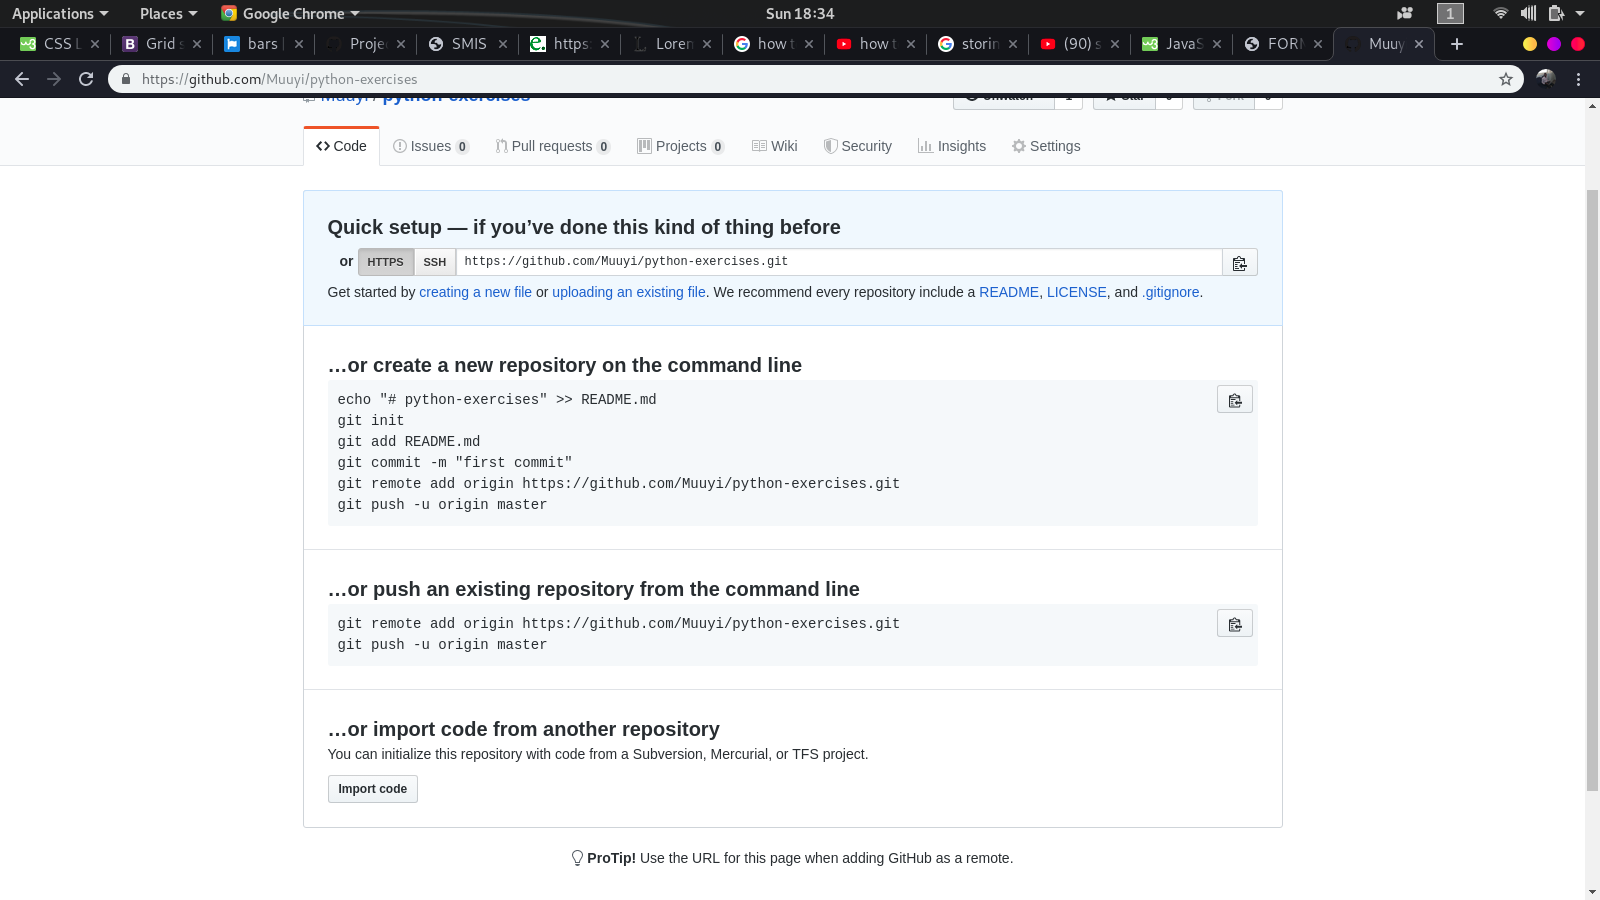 Applications Places Google Chrome Sun 18:34 1
CSS L Grid s bars Proje SMIS https: Lorem how t how t storin (90) s JavaS FORM Muuy
https://github.com/Muuyi/python-exercises
Muuyi / python-exercises Unwatch 1 Star 0 Fork 0
Code Issues 0 Pull requests 0 Projects 0 Wiki Security Insights Settings
Quick setup — if you’ve done this kind of thing before
or HTTPS SSH https://github.com/Muuyi/python-exercises.git
Get started by creating a new file or uploading an existing file. We recommend every repository include a README, LICENSE, and .gitignore.
…or create a new repository on the command line
echo "# python-exercises" >> README.md
git init
git add README.md
git commit -m "first commit"
git remote add origin https://github.com/Muuyi/python-exercises.git
git push -u origin master
…or push an existing repository from the command line
git remote add origin https://github.com/Muuyi/python-exercises.git
git push -u origin master
…or import code from another repository
You can initialize this repository with code from a Subversion, Mercurial, or TFS project.
Import code
ProTip! Use the URL for this page when adding GitHub as a remote.